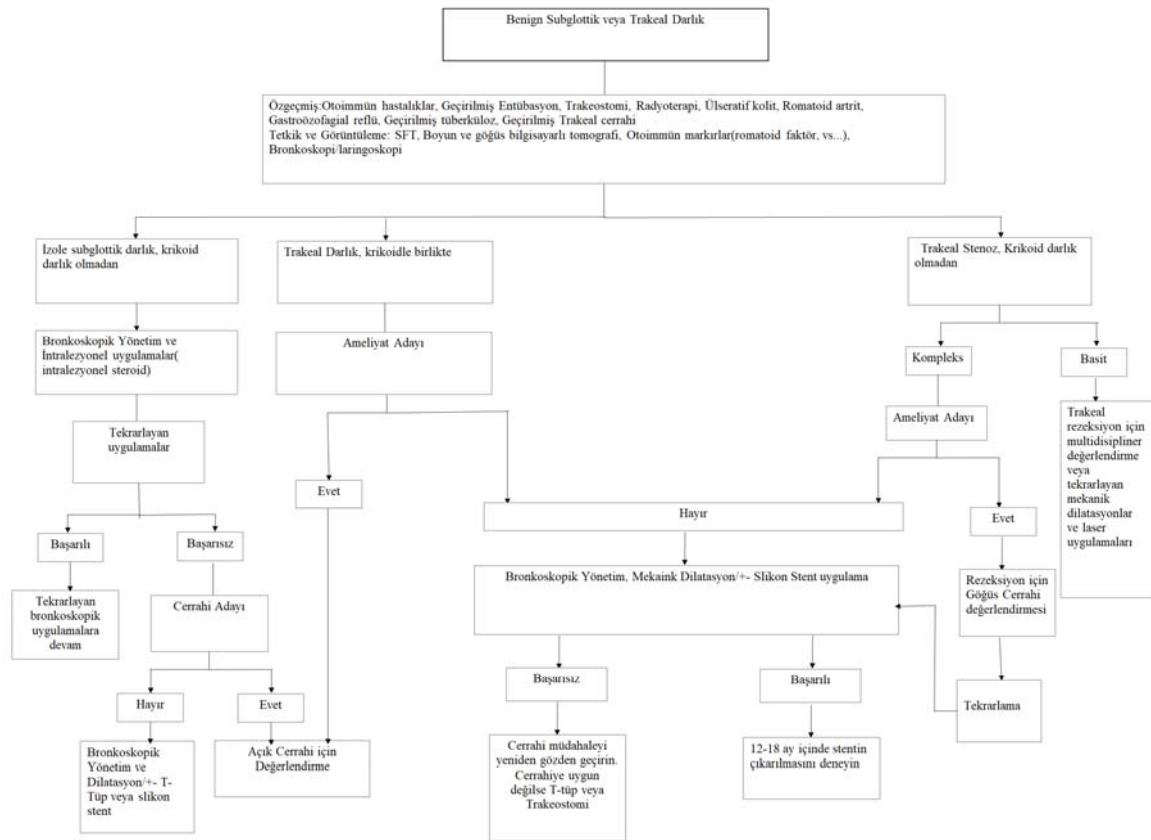 Benign Subglottik veya Trakeal Darlık
Özgeçmiş:Otoimmün hastalıklar, Geçirilmiş Entübasyon, Trakeostomi, Radyoterapi, Ülseratif kolit, Romatoid artrit,
Gastroözofagial reflü, Geçirilmiş tüberküloz, Geçirilmiş Trakeal cerrahi
Tetkik ve Görüntüleme: SFT, Boyun ve göğüs bilgisayarlı tomografi, Otoimmün markırlar(romatoid faktör, vs...),
Bronkoskopi/laringoskopi
İzole subglottik darlık, krikoid
darlık olmadan
Trakeal Darlık, krikoidle birlikte
Trakeal Stenoz, Krikoid darlık
olmadan
Bronkoskopik Yönetim ve
İntralezyonel uygulamalar(
intralezyonel steroid)
Ameliyat Adayı
Kompleks
Basit
Tekrarlayan
uygulamalar
Ameliyat Adayı
Trakeal
rezeksiyon için
multidisipliner
değerlendirme
veya
tekrarlayan
mekanik
dilatasyonlar
ve laser
uygulamaları
Evet
Hayır
Evet
Başarılı
Başarısız
Bronkoskopik Yönetim, Mekaink Dilatasyon/+- Slikon Stent uygulama
Rezeksiyon için
Göğüs Cerrahi
değerlendirmesi
Tekrarlayan
bronkoskopik
uygulamalara
devam
Cerrahi Adayı
Başarısız
Başarılı
Tekrarlama
Hayır
Evet
Bronkoskopik
Yönetim ve
Dilatasyon/+- T-
Tüp veya slikon
stent
Açık Cerrahi için
Değerlendirme
Cerrahi müdahaleyi
yeniden gözden geçirin.
Cerrahiye uygun
değilse T-tüp veya
Trakeostomi
12-18 ay içinde stentin
çıkarılmasını deneyin